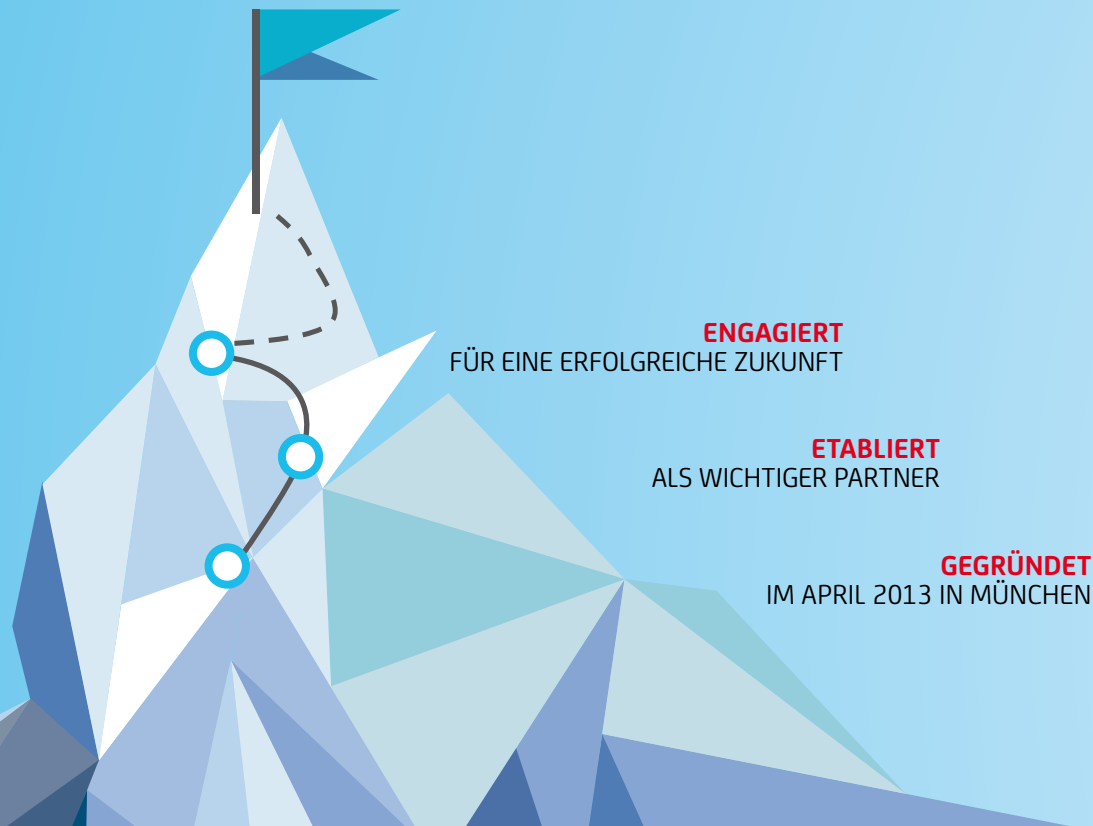 ENGAGIERT
FÜR EINE ERFOLGREICHE ZUKUNFT
ETABLIERT
ALS WICHTIGER PARTNER
GEGRÜNDET
IM APRIL 2013 IN MÜNCHEN